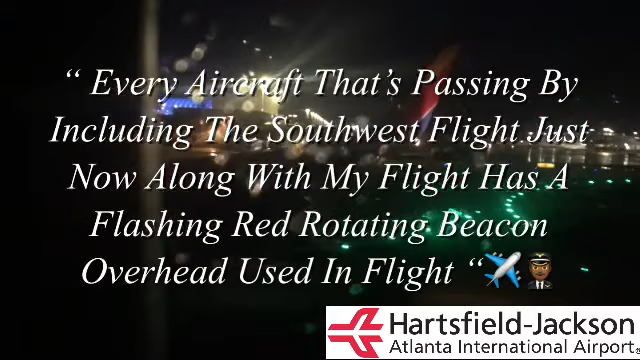 “ Every Aircraft That’s Passing By
Including The Southwest Flight Just
Now Along With My Flight Has A
Flashing Red Rotating Beacon
Overhead Used In Flight “✈️👨🏾‍✈️
Hartsfield-Jackson
Atlanta International Airport®